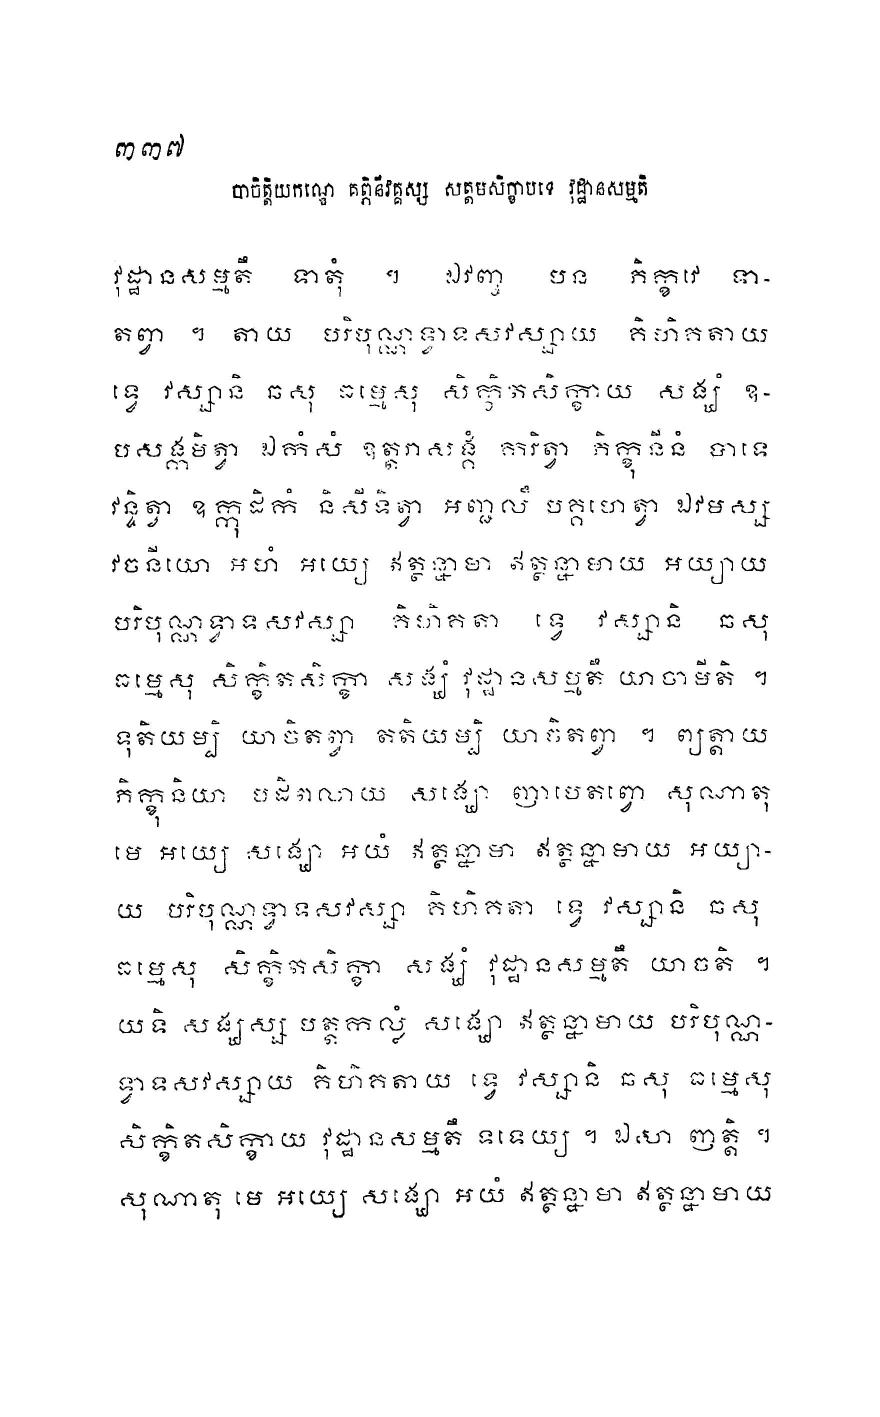 ៣៣៧
បាចិត្តិយកណ្ឌេ គព្ភិនីវគ្គស្ស សត្តមសិក្ខាបទេ វុដ្ឋានសម្មតិ
វុដ្ឋានសម្មតឹ ទាតុំ ។ ឯវញ្ច បន ភិក្ខវេ ទា-
តព្វា ។ តាយ បរិបុណ្ណទ្វាទសវស្សាយ គិហិគតាយ
ទ្វេ វស្សានិ ឆសុ ធម្មេសុ សិក្ខិតសិក្ខាយ សង្ឃំ ឧ-
បសង្កមិត្វា ឯកំសំ ឧត្តរាសង្គំ ករិត្វា ភិក្ខុនីនំ បាទេ
វន្ទិត្វា ឧក្កុដិកំ និសីទិត្វា អញ្ជលឹ បគ្គហេត្វា ឯវមស្ស
វចនីយោ អហំ អយ្យេ ឥត្ថន្នាមា ឥត្ថន្នាមាយ អយ្យាយ
បរិបុណ្ណទ្វាទសវស្សា គិហិគតា ទ្វេ វស្សានិ ឆសុ
ធម្មេសុ សិក្ខិតសិក្ខា សង្ឃំ វុដ្ឋានសម្មតឹ យាចាមីតិ ។
ទុតិយម្បិ យាចិតព្វា តតិយម្បិ យាចិតព្វា ។ ព្យត្តាយ
ភិក្ខុនិយា បដិពលាយ សង្ឃោ ញាបេតព្វោ សុណាតុ
មេ អយ្យេ សង្ឃោ អយំ ឥត្ថន្នាមា ឥត្ថន្នាមាយ អយ្យា-
យ បរិបុណ្ណទ្វាទសវស្សា គិហិគតា ទ្វេ វស្សានិ ឆសុ
ធម្មេសុ សិក្ខិតសិក្ខា សង្ឃំ វុដ្ឋានសម្មតឹ យាចតិ ។
យទិ សង្ឃស្ស បត្តកល្លំ សង្ឃោ ឥត្ថន្នាមាយ បរិបុណ្ណ-
ទ្វាទសវស្សាយ គិហិគតាយ ទ្វេ វស្សានិ ឆសុ ធម្មេសុ
សិក្ខិតសិក្ខាយ វុដ្ឋានសម្មតឹ ទទេយ្យ ។ ឯសា ញត្តិ ។
សុណាតុ មេ អយ្យេ សង្ឃោ អយំ ឥត្ថន្នាមា ឥត្ថន្នាមាយ